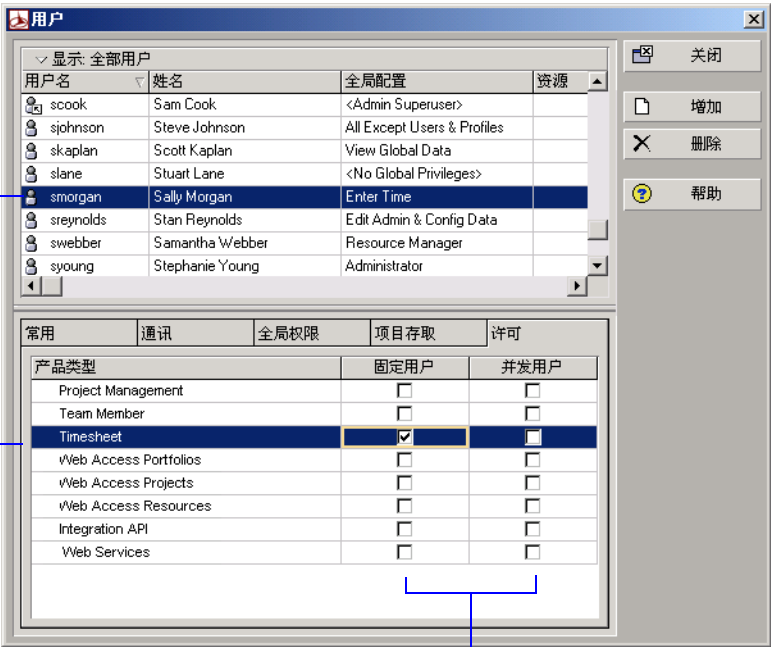 用户
显示: 全部用户
用户名 姓名 全局配置 资源
scook Sam Cook <Admin Superuser>
sjohnson Steve Johnson All Except Users & Profiles
skaplan Scott Kaplan View Global Data
slane Stuart Lane <No Global Privileges>
smorgan Sally Morgan Enter Time
sreynolds Stan Reynolds Edit Admin & Config Data
swebber Samantha Webber Resource Manager
syoung Stephanie Young Administrator
关闭
增加
删除
帮助
常用 通讯 全局权限 项目存取 许可
产品类型 固定用户 并发用户
Project Management
Team Member
Timesheet
Web Access Portfolios
Web Access Projects
Web Access Resources
Integration API
Web Services